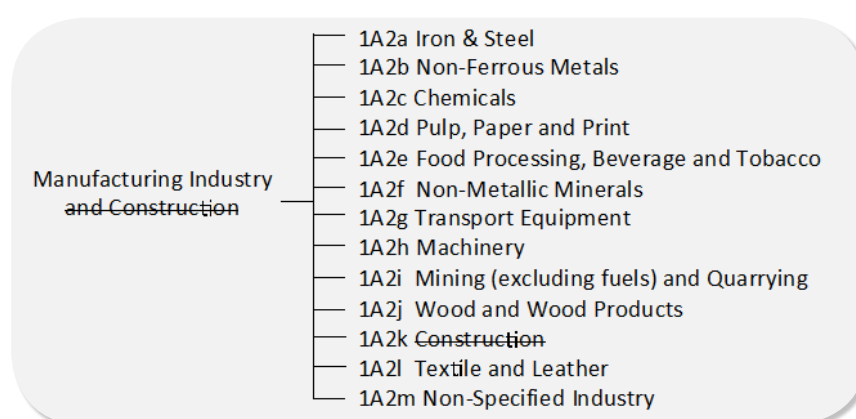 Manufacturing Industry
and Construction
1A2a Iron & Steel
1A2b Non-Ferrous Metals
1A2c Chemicals
1A2d Pulp, Paper and Print
1A2e Food Processing, Beverage and Tobacco
1A2f Non-Metallic Minerals
1A2g Transport Equipment
1A2h Machinery
1A2i Mining (excluding fuels) and Quarrying
1A2j Wood and Wood Products
1A2k Construction
1A2l Textile and Leather
1A2m Non-Specified Industry